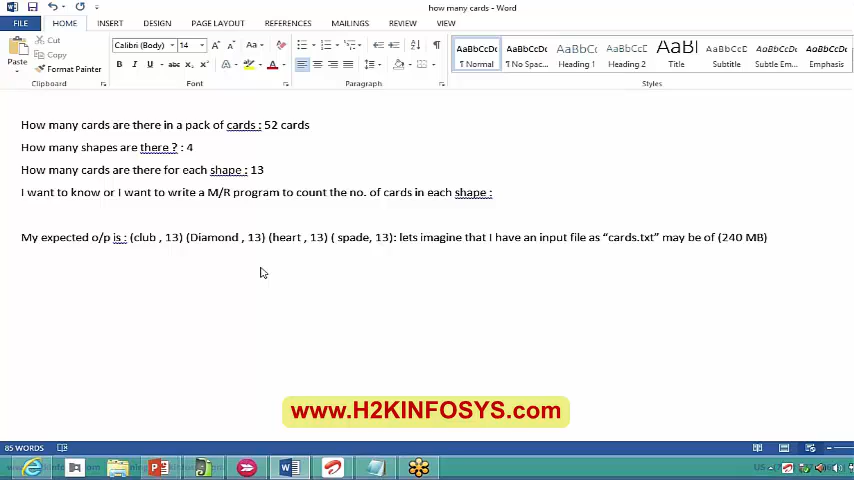 how many cards - Word
FILE HOME INSERT DESIGN PAGE LAYOUT REFERENCES MAILINGS REVIEW VIEW
Paste
Cut
Copy
Format Painter
Clipboard
Calibri (Body) 14
Font
Paragraph
AaBbCcDc AaBbCcDc AaBbCc AaBbCcC AaBl AaBbCcC AaBbCcDc AaBbCcDc
¶ Normal ¶ No Spac... Heading 1 Heading 2 Title Subtitle Subtle Em... Emphasis
Styles
How many cards are there in a pack of cards : 52 cards
How many shapes are there ? : 4
How many cards are there for each shape : 13
I want to know or I want to write a M/R program to count the no. of cards in each shape :
My expected o/p is : (club , 13) (Diamond , 13) (heart , 13) ( spade, 13): lets imagine that I have an input file as “cards.txt” may be of (240 MB)
www.H2KINFOSYS.com
85 WORDS
US